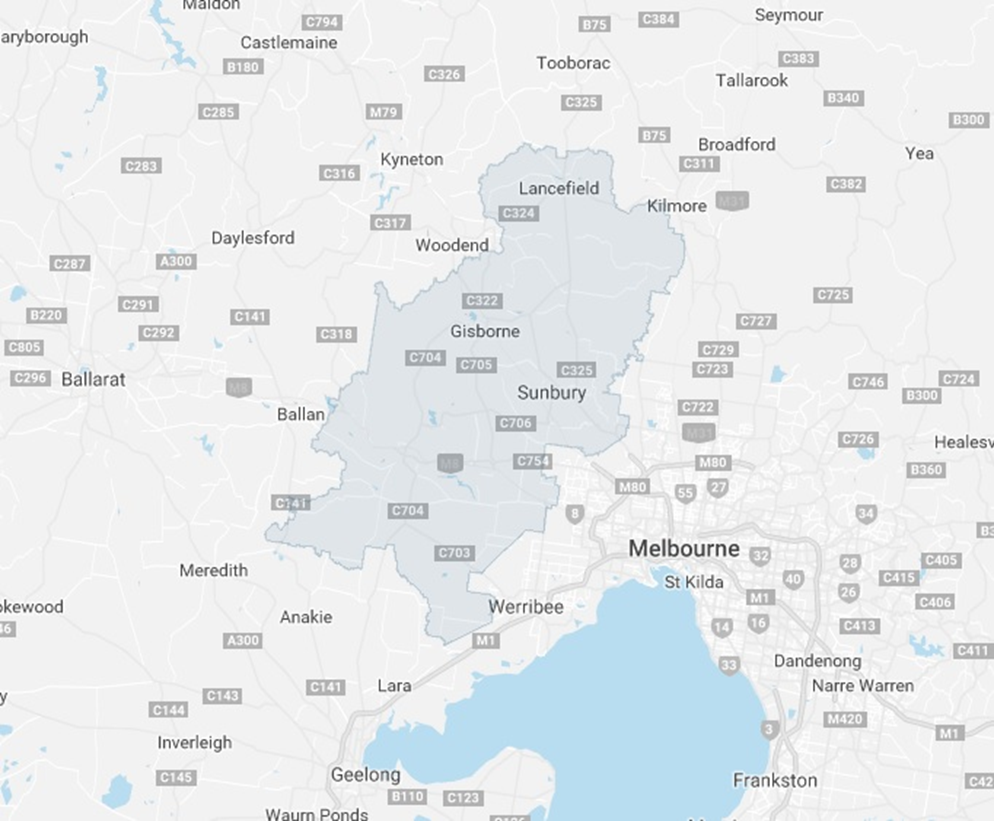 Maldon
C794
C384
Seymour
B75
aryborough
Castlemaine
B180
C326
Tooborac
C383
Tallarook
C285
M79
C325
B340
B300
B75
Broadford
Yea
C283
C316
Kyneton
C311
C382
Lancefield
M31
Kilmore
C324
C317
Daylesford
Woodend
C287
A300
C725
C291
C322
B220
C141
C727
C292
C318
Gisborne
C805
C729
C704
C705
C325
C723
C296
Ballarat
M8
C746
C724
B300
Sunbury
C722
Ballan
C706
M31
C726
Healesv
M8
C754
M80
B360
M80
55
27
C141
C704
8
34
B3
Melbourne
C703
32
28
C405
Meredith
St Kilda
40
C415
26
okewood
Werribee
M1
C406
Anakie
46
A300
M1
14
16
C413
C411
33
Dandenong
Lara
C141
Narre Warren
y
C143
C144
M420
3
M1
Inverleigh
C145
Geelong
Frankston
C42
B110
C123
Waurn Ponds